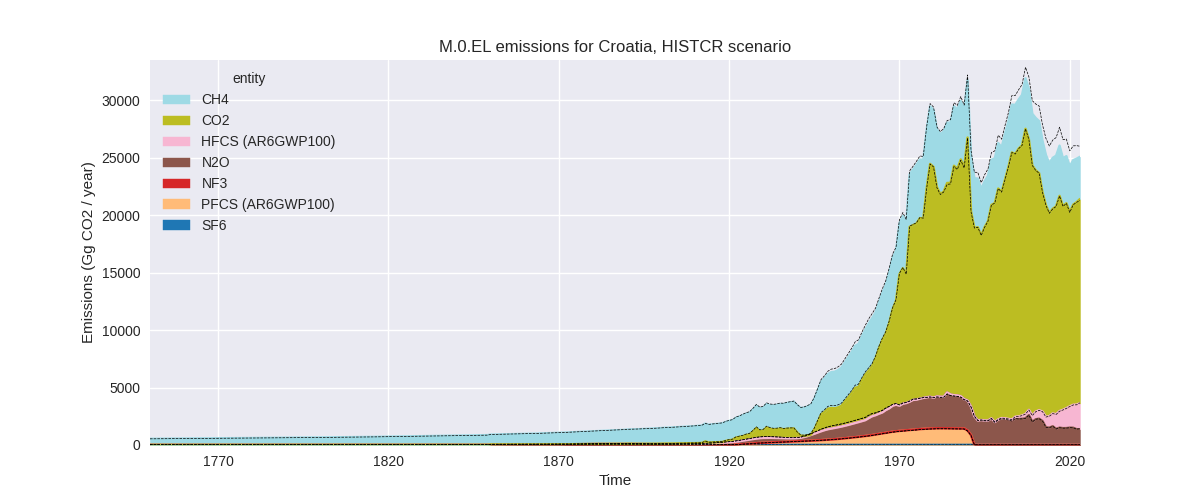 M.0.EL emissions for Croatia, HISTCR scenario
entity
CH4
CO2
HFCS (AR6GWP100)
N2O
NF3
PFCS (AR6GWP100)
SF6
Emissions (Gg CO2 / year)
30000
25000
20000
15000
10000
5000
0
1770 1820 1870 1920 1970 2020
Time